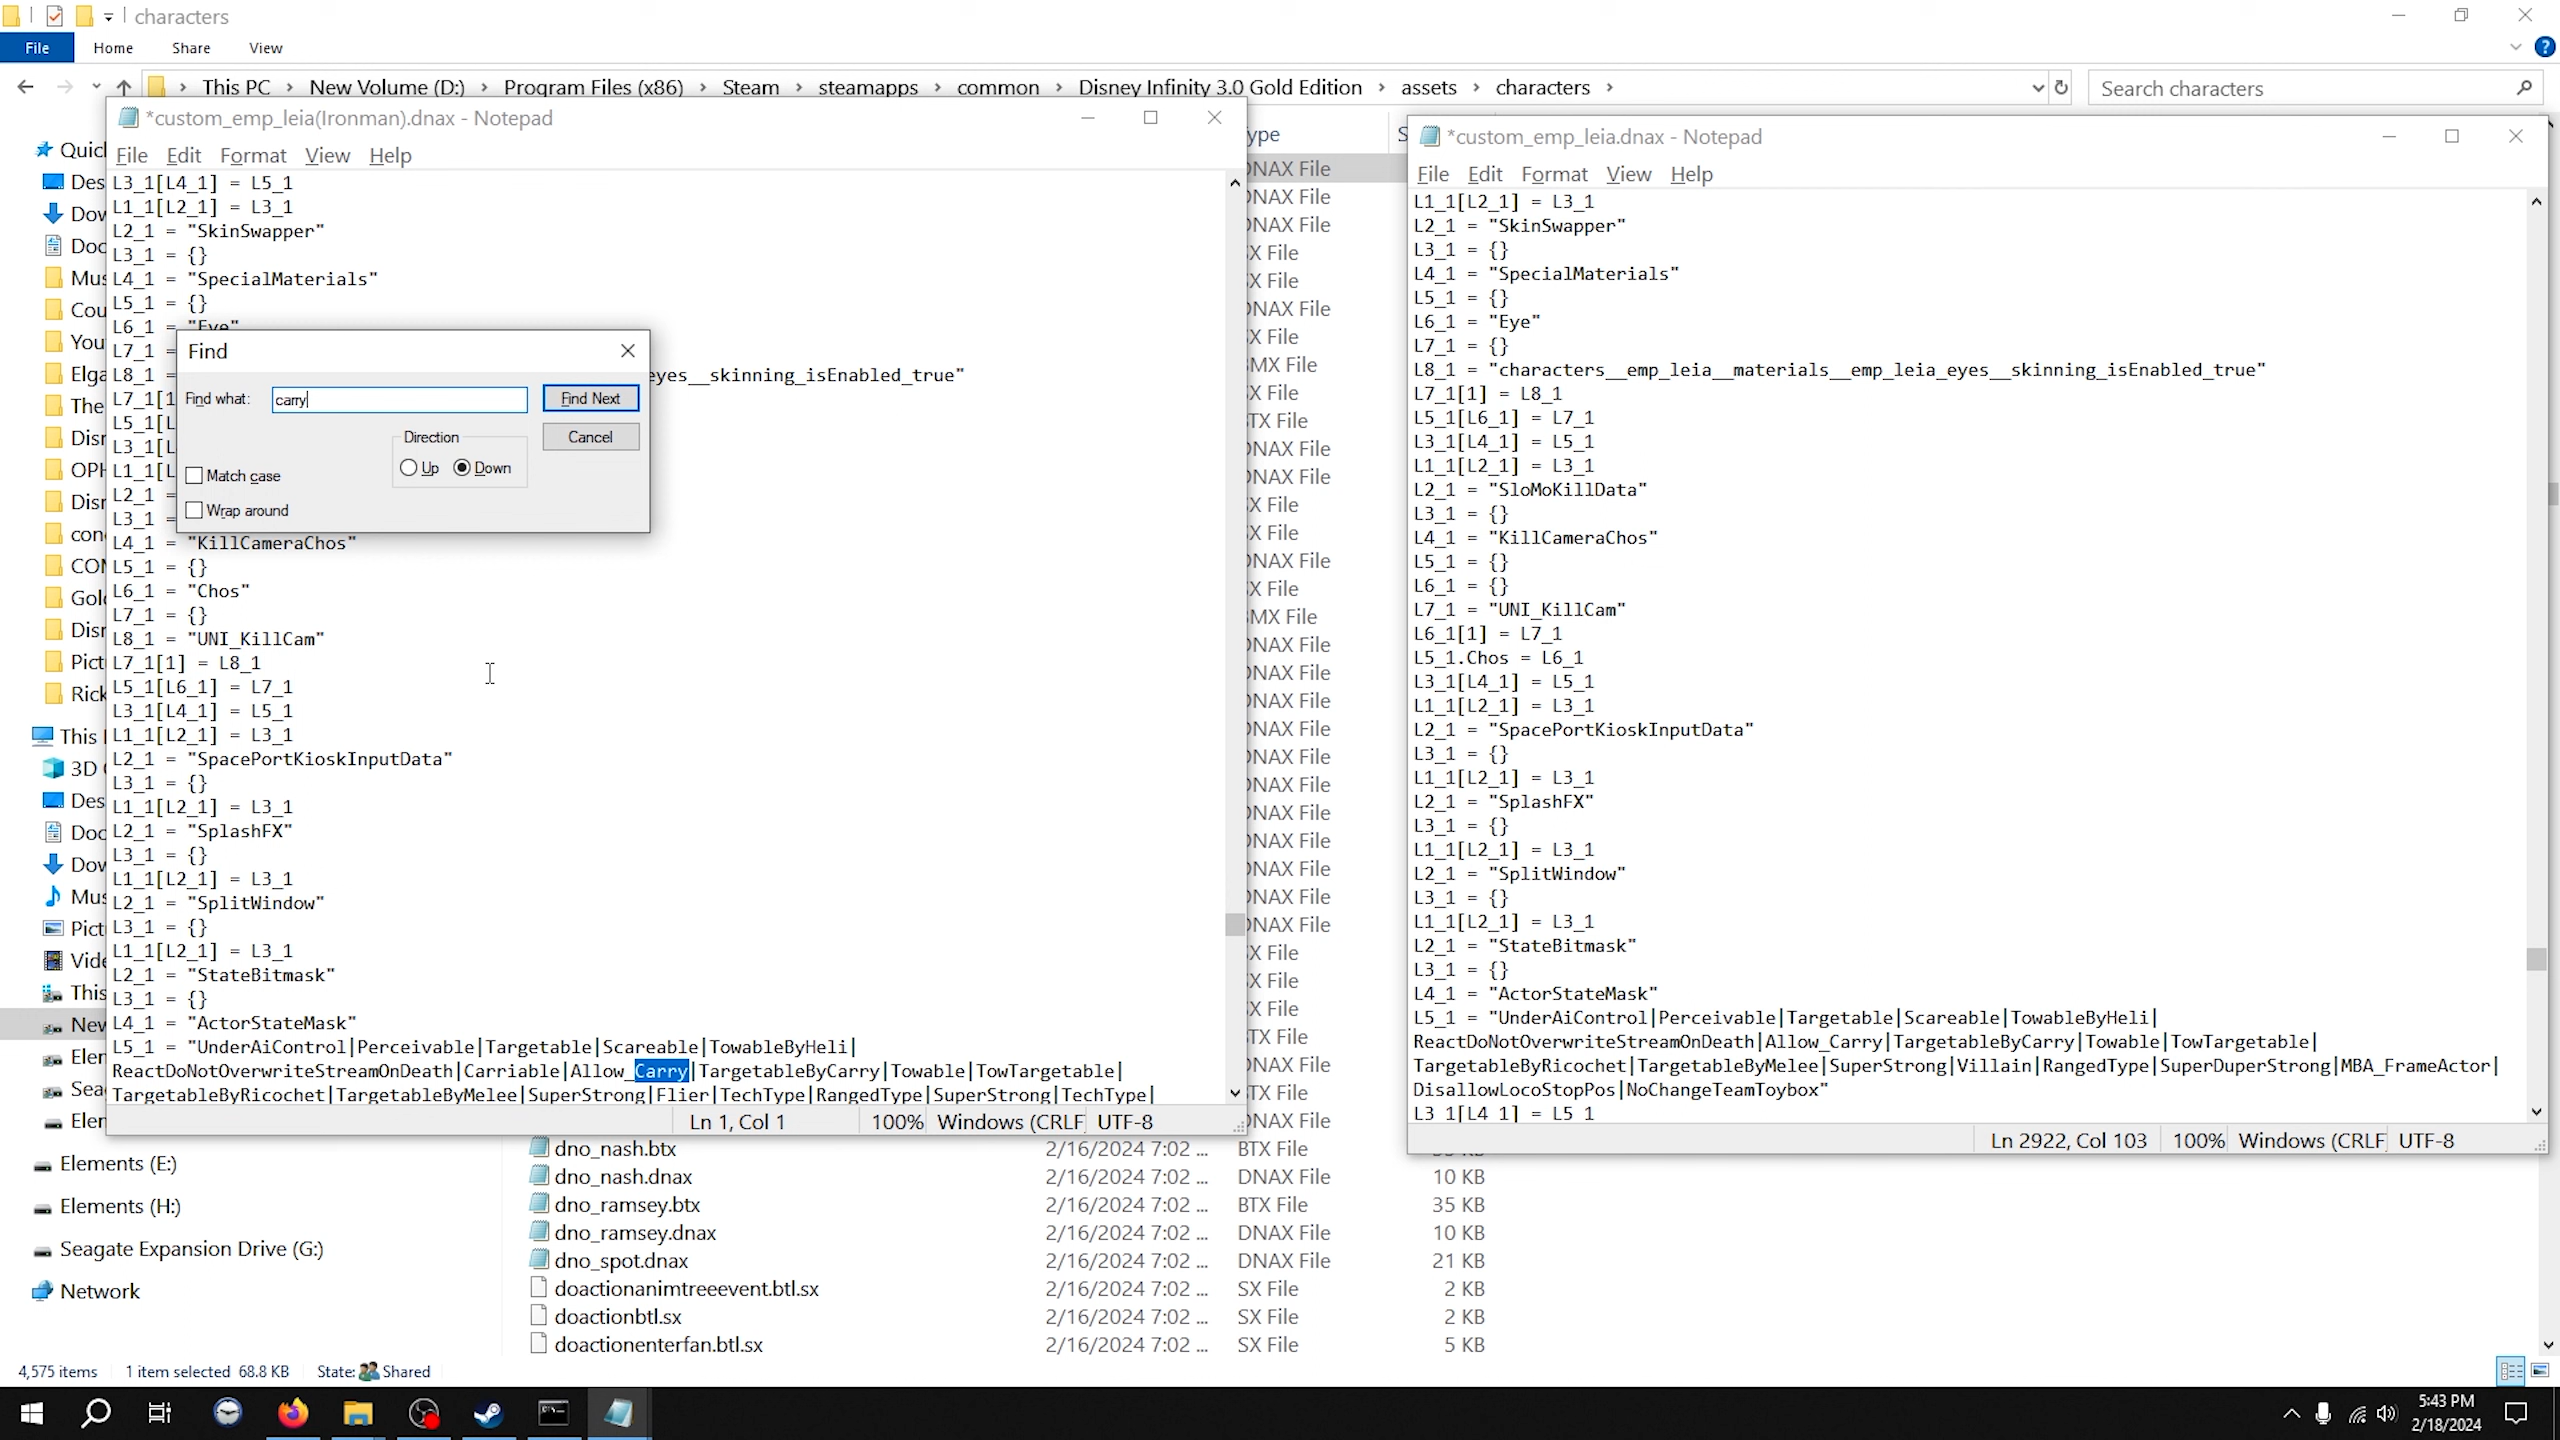 characters
File
Home
Share
View
This PC > New Volume (D:) > Program Files (x86) > Steam > steamapps > common > Disney Infinity 3.0 Gold Edition > assets > characters >
Search characters
*custom_emp_leia(Ironman).dnax - Notepad
File Edit Format View Help
L3_1[L4_1] = L5_1
L1_1[L2_1] = L3_1
L2_1 = "SkinSwapper"
L3_1 = {}
L4_1 = "SpecialMaterials"
L5_1 = {}
L6_1 = "Eye"
L7_1 =
L8_1 = eyes__skinning_isEnabled_true"
L7_1[1
L5_1[L
L3_1[L
L1_1[L
L2_1 =
L3_1 =
L4_1 = "KillCameraChos"
L5_1 = {}
L6_1 = "Chos"
L7_1 = {}
L8_1 = "UNI_KillCam"
L7_1[1] = L8_1
L5_1[L6_1] = L7_1
L3_1[L4_1] = L5_1
L1_1[L2_1] = L3_1
L2_1 = "SpacePortKioskInputData"
L3_1 = {}
L1_1[L2_1] = L3_1
L2_1 = "SplashFX"
L3_1 = {}
L1_1[L2_1] = L3_1
L2_1 = "SplitWindow"
L3_1 = {}
L1_1[L2_1] = L3_1
L2_1 = "StateBitmask"
L3_1 = {}
L4_1 = "ActorStateMask"
L5_1 = "UnderAiControl|Perceivable|Targetable|Scareable|TowableByHeli|
ReactDoNotOverwriteStreamOnDeath|Carriable|Allow_Carry|TargetableByCarry|Towable|TowTargetable|
TargetableByRicochet|TargetableByMelee|SuperStrong|Flier|TechType|RangedType|SuperStrong|TechType|
Ln 1, Col 1
100%
Windows (CRLF
UTF-8
Find
Find what:
carry
Find Next
Cancel
Direction
Up
Down
Match case
Wrap around
*custom_emp_leia.dnax - Notepad
File Edit Format View Help
L1_1[L2_1] = L3_1
L2_1 = "SkinSwapper"
L3_1 = {}
L4_1 = "SpecialMaterials"
L5_1 = {}
L6_1 = "Eye"
L7_1 = {}
L8_1 = "characters__emp_leia__materials__emp_leia_eyes__skinning_isEnabled_true"
L7_1[1] = L8_1
L5_1[L6_1] = L7_1
L3_1[L4_1] = L5_1
L1_1[L2_1] = L3_1
L2_1 = "SloMoKillData"
L3_1 = {}
L4_1 = "KillCameraChos"
L5_1 = {}
L6_1 = {}
L7_1 = "UNI_KillCam"
L6_1[1] = L7_1
L5_1.Chos = L6_1
L3_1[L4_1] = L5_1
L1_1[L2_1] = L3_1
L2_1 = "SpacePortKioskInputData"
L3_1 = {}
L1_1[L2_1] = L3_1
L2_1 = "SplashFX"
L3_1 = {}
L1_1[L2_1] = L3_1
L2_1 = "SplitWindow"
L3_1 = {}
L1_1[L2_1] = L3_1
L2_1 = "StateBitmask"
L3_1 = {}
L4_1 = "ActorStateMask"
L5_1 = "UnderAiControl|Perceivable|Targetable|Scareable|TowableByHeli|
ReactDoNotOverwriteStreamOnDeath|Allow_Carry|TargetableByCarry|Towable|TowTargetable|
TargetableByRicochet|TargetableByMelee|SuperStrong|Villain|RangedType|SuperDuperStrong|MBA_FrameActor|
DisallowLocoStopPos|NoChangeTeamToybox"
L3_1[L4_1] = L5_1
Ln 2922, Col 103
100%
Windows (CRLF
UTF-8
Elements (E:)
Elements (H:)
Seagate Expansion Drive (G:)
Network
dno_nash.btx 2/16/2024 7:02 ... BTX File
dno_nash.dnax 2/16/2024 7:02 ... DNAX File 10 KB
dno_ramsey.btx 2/16/2024 7:02 ... BTX File 35 KB
dno_ramsey.dnax 2/16/2024 7:02 ... DNAX File 10 KB
dno_spot.dnax 2/16/2024 7:02 ... DNAX File 21 KB
doactionanimtreeevent.btl.sx 2/16/2024 7:02 ... SX File 2 KB
doactionbtl.sx 2/16/2024 7:02 ... SX File 2 KB
doactionenterfan.btl.sx 2/16/2024 7:02 ... SX File 5 KB
4,575 items 1 item selected 68.8 KB State: Shared
5:43 PM
2/18/2024